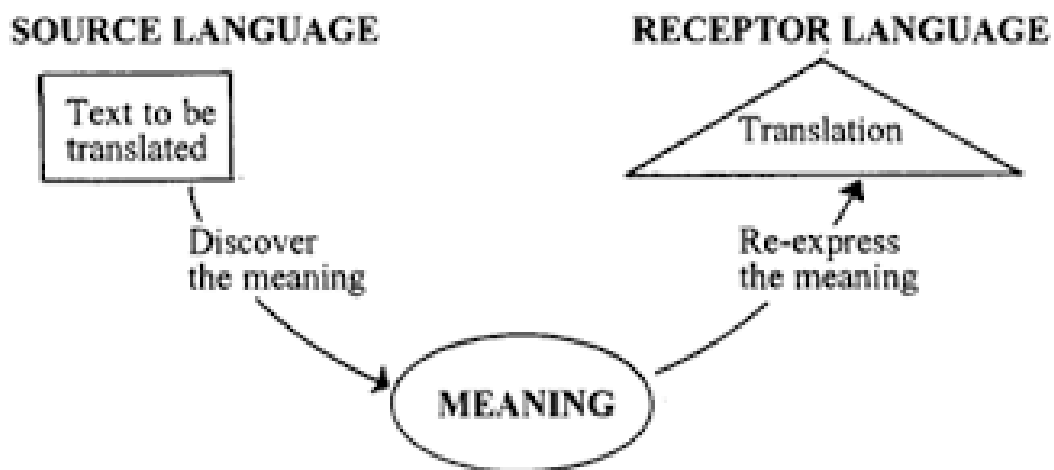 SOURCE LANGUAGE
RECEPTOR LANGUAGE
Text to be
translated
Translation
Discover
the meaning
Re-express
the meaning
MEANING